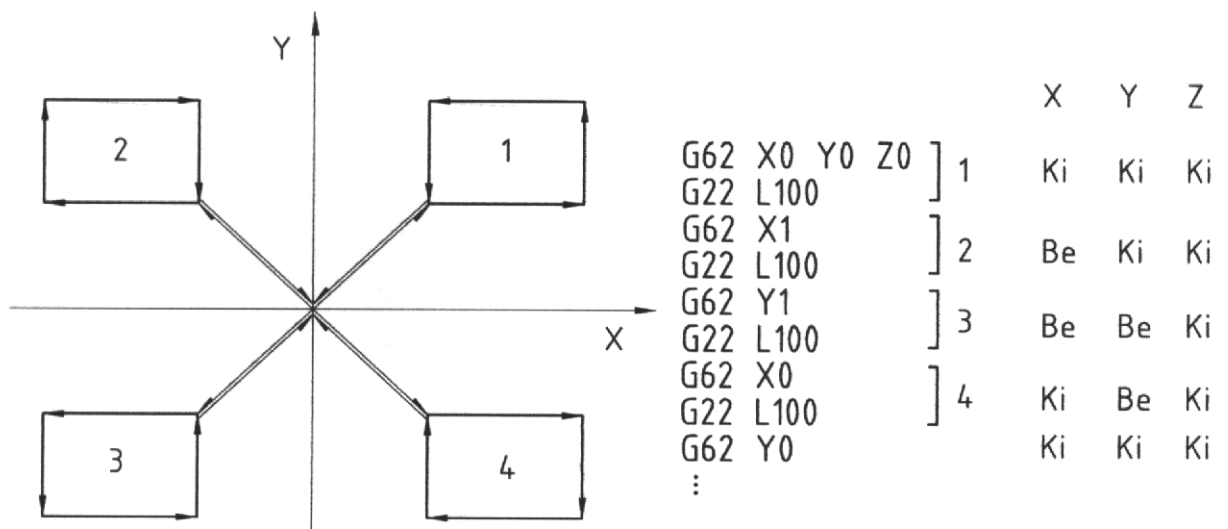 Y
2
1
X
3
4
X Y Z
G62 X0 Y0 Z0
G22 L100
1 Ki Ki Ki
G62 X1
G22 L100
2 Be Ki Ki
G62 Y1
G22 L100
3 Be Be Ki
G62 X0
G22 L100
4 Ki Be Ki
G62 Y0 Ki Ki Ki
⋮